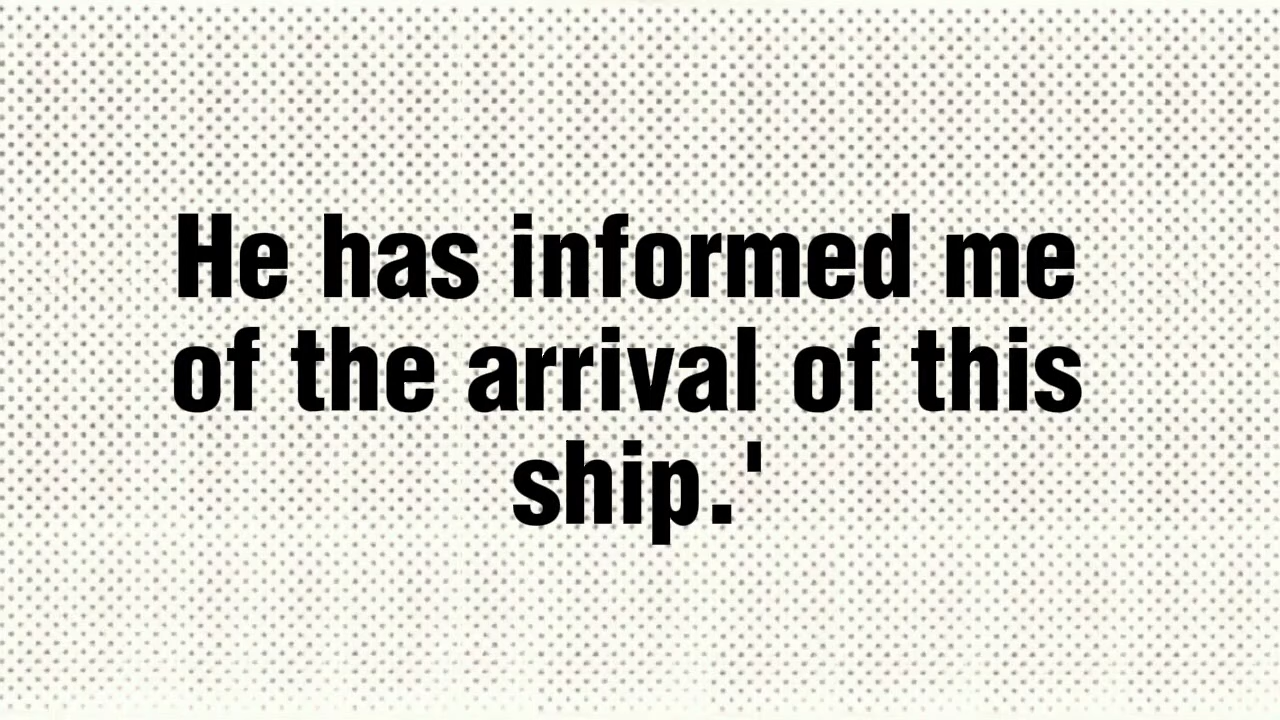 He has informed me
of the arrival of this
ship.'